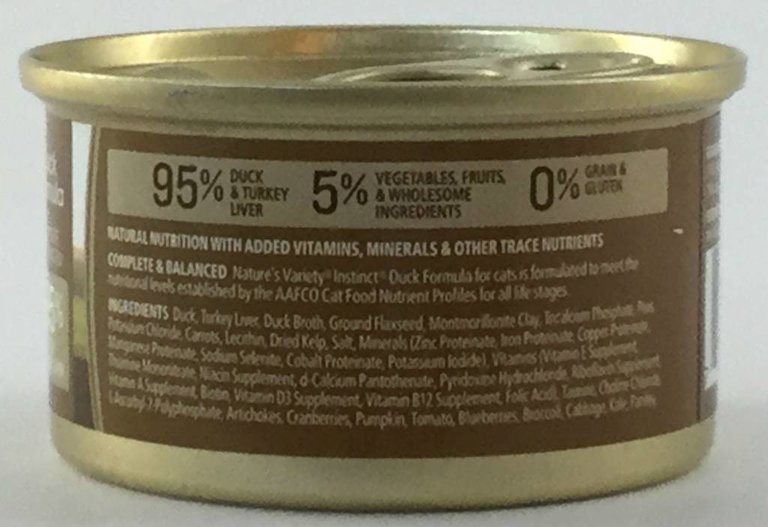 95% DUCK
& TURKEY
LIVER
5% VEGETABLES, FRUITS,
& WHOLESOME
INGREDIENTS
0% GRAIN &
GLUTEN
NATURAL NUTRITION WITH ADDED VITAMINS, MINERALS & OTHER TRACE NUTRIENTS
COMPLETE & BALANCED Nature's Variety® Instinct® Duck Formula for cats is formulated to meet the
nutritional levels established by the AAFCO Cat Food Nutrient Profiles for all life stages.
INGREDIENTS Duck, Turkey Liver, Duck Broth, Ground Flaxseed, Montmorillonite Clay, Tricalcium Phosphate, Peas,
Potassium Chloride, Carrots, Lecithin, Dried Kelp, Salt, Minerals (Zinc Proteinate, Iron Proteinate, Copper Proteinate,
Manganese Proteinate, Sodium Selenite, Cobalt Proteinate, Potassium Iodide), Vitamins (Vitamin E Supplement,
Thiamine Mononitrate, Niacin Supplement, d-Calcium Pantothenate, Pyridoxine Hydrochloride, Riboflavin Supplement,
Vitamin A Supplement, Biotin, Vitamin D3 Supplement, Vitamin B12 Supplement, Folic Acid), Taurine, Choline Chloride,
L-Ascorbyl-2-Polyphosphate, Artichokes, Cranberries, Pumpkin, Tomato, Blueberries, Broccoli, Cabbage, Kale, Parsley